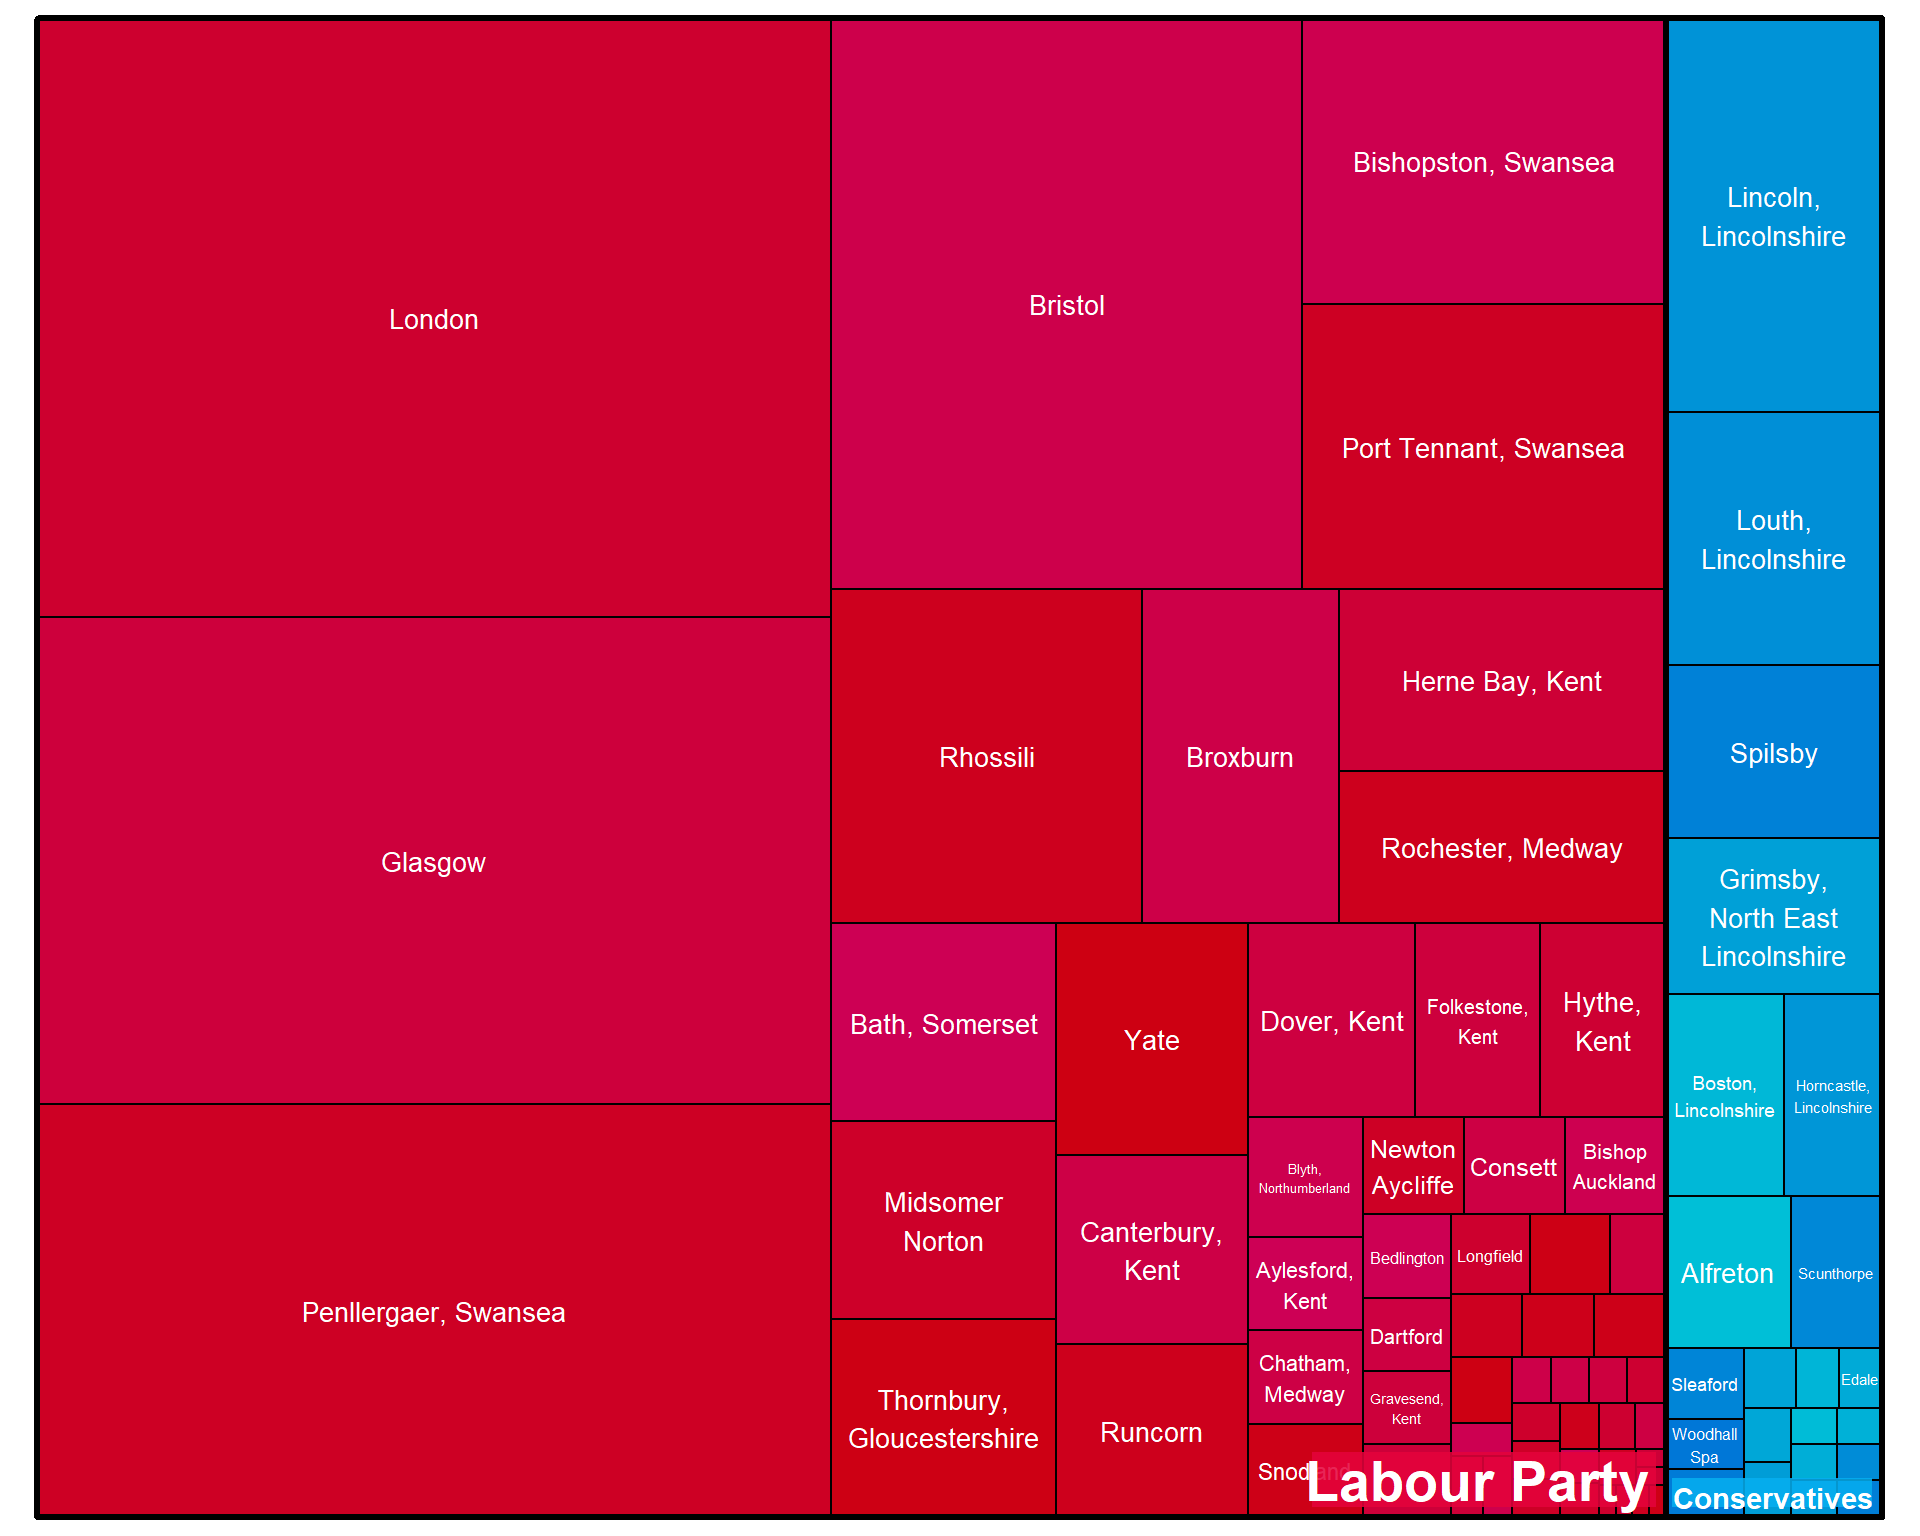 London
Glasgow
Penllergaer, Swansea
Bristol
Bishopston, Swansea
Port Tennant, Swansea
Rhossili
Broxburn
Herne Bay, Kent
Rochester, Medway
Bath, Somerset
Midsomer
Norton
Thornbury,
Gloucestershire
Yate
Canterbury,
Kent
Runcorn
Dover, Kent
Folkestone,
Kent
Hythe,
Kent
Blyth,
Northumberland
Aylesford,
Kent
Chatham,
Medway
Snodland
Newton
Aycliffe
Consett
Bishop
Auckland
Bedlington
Dartford
Gravesend,
Kent
Longfield
Labour Party
Lincoln,
Lincolnshire
Louth,
Lincolnshire
Spilsby
Grimsby,
North East
Lincolnshire
Boston,
Lincolnshire
Horncastle,
Lincolnshire
Alfreton
Scunthorpe
Sleaford
Woodhall
Spa
Edale
Conservatives